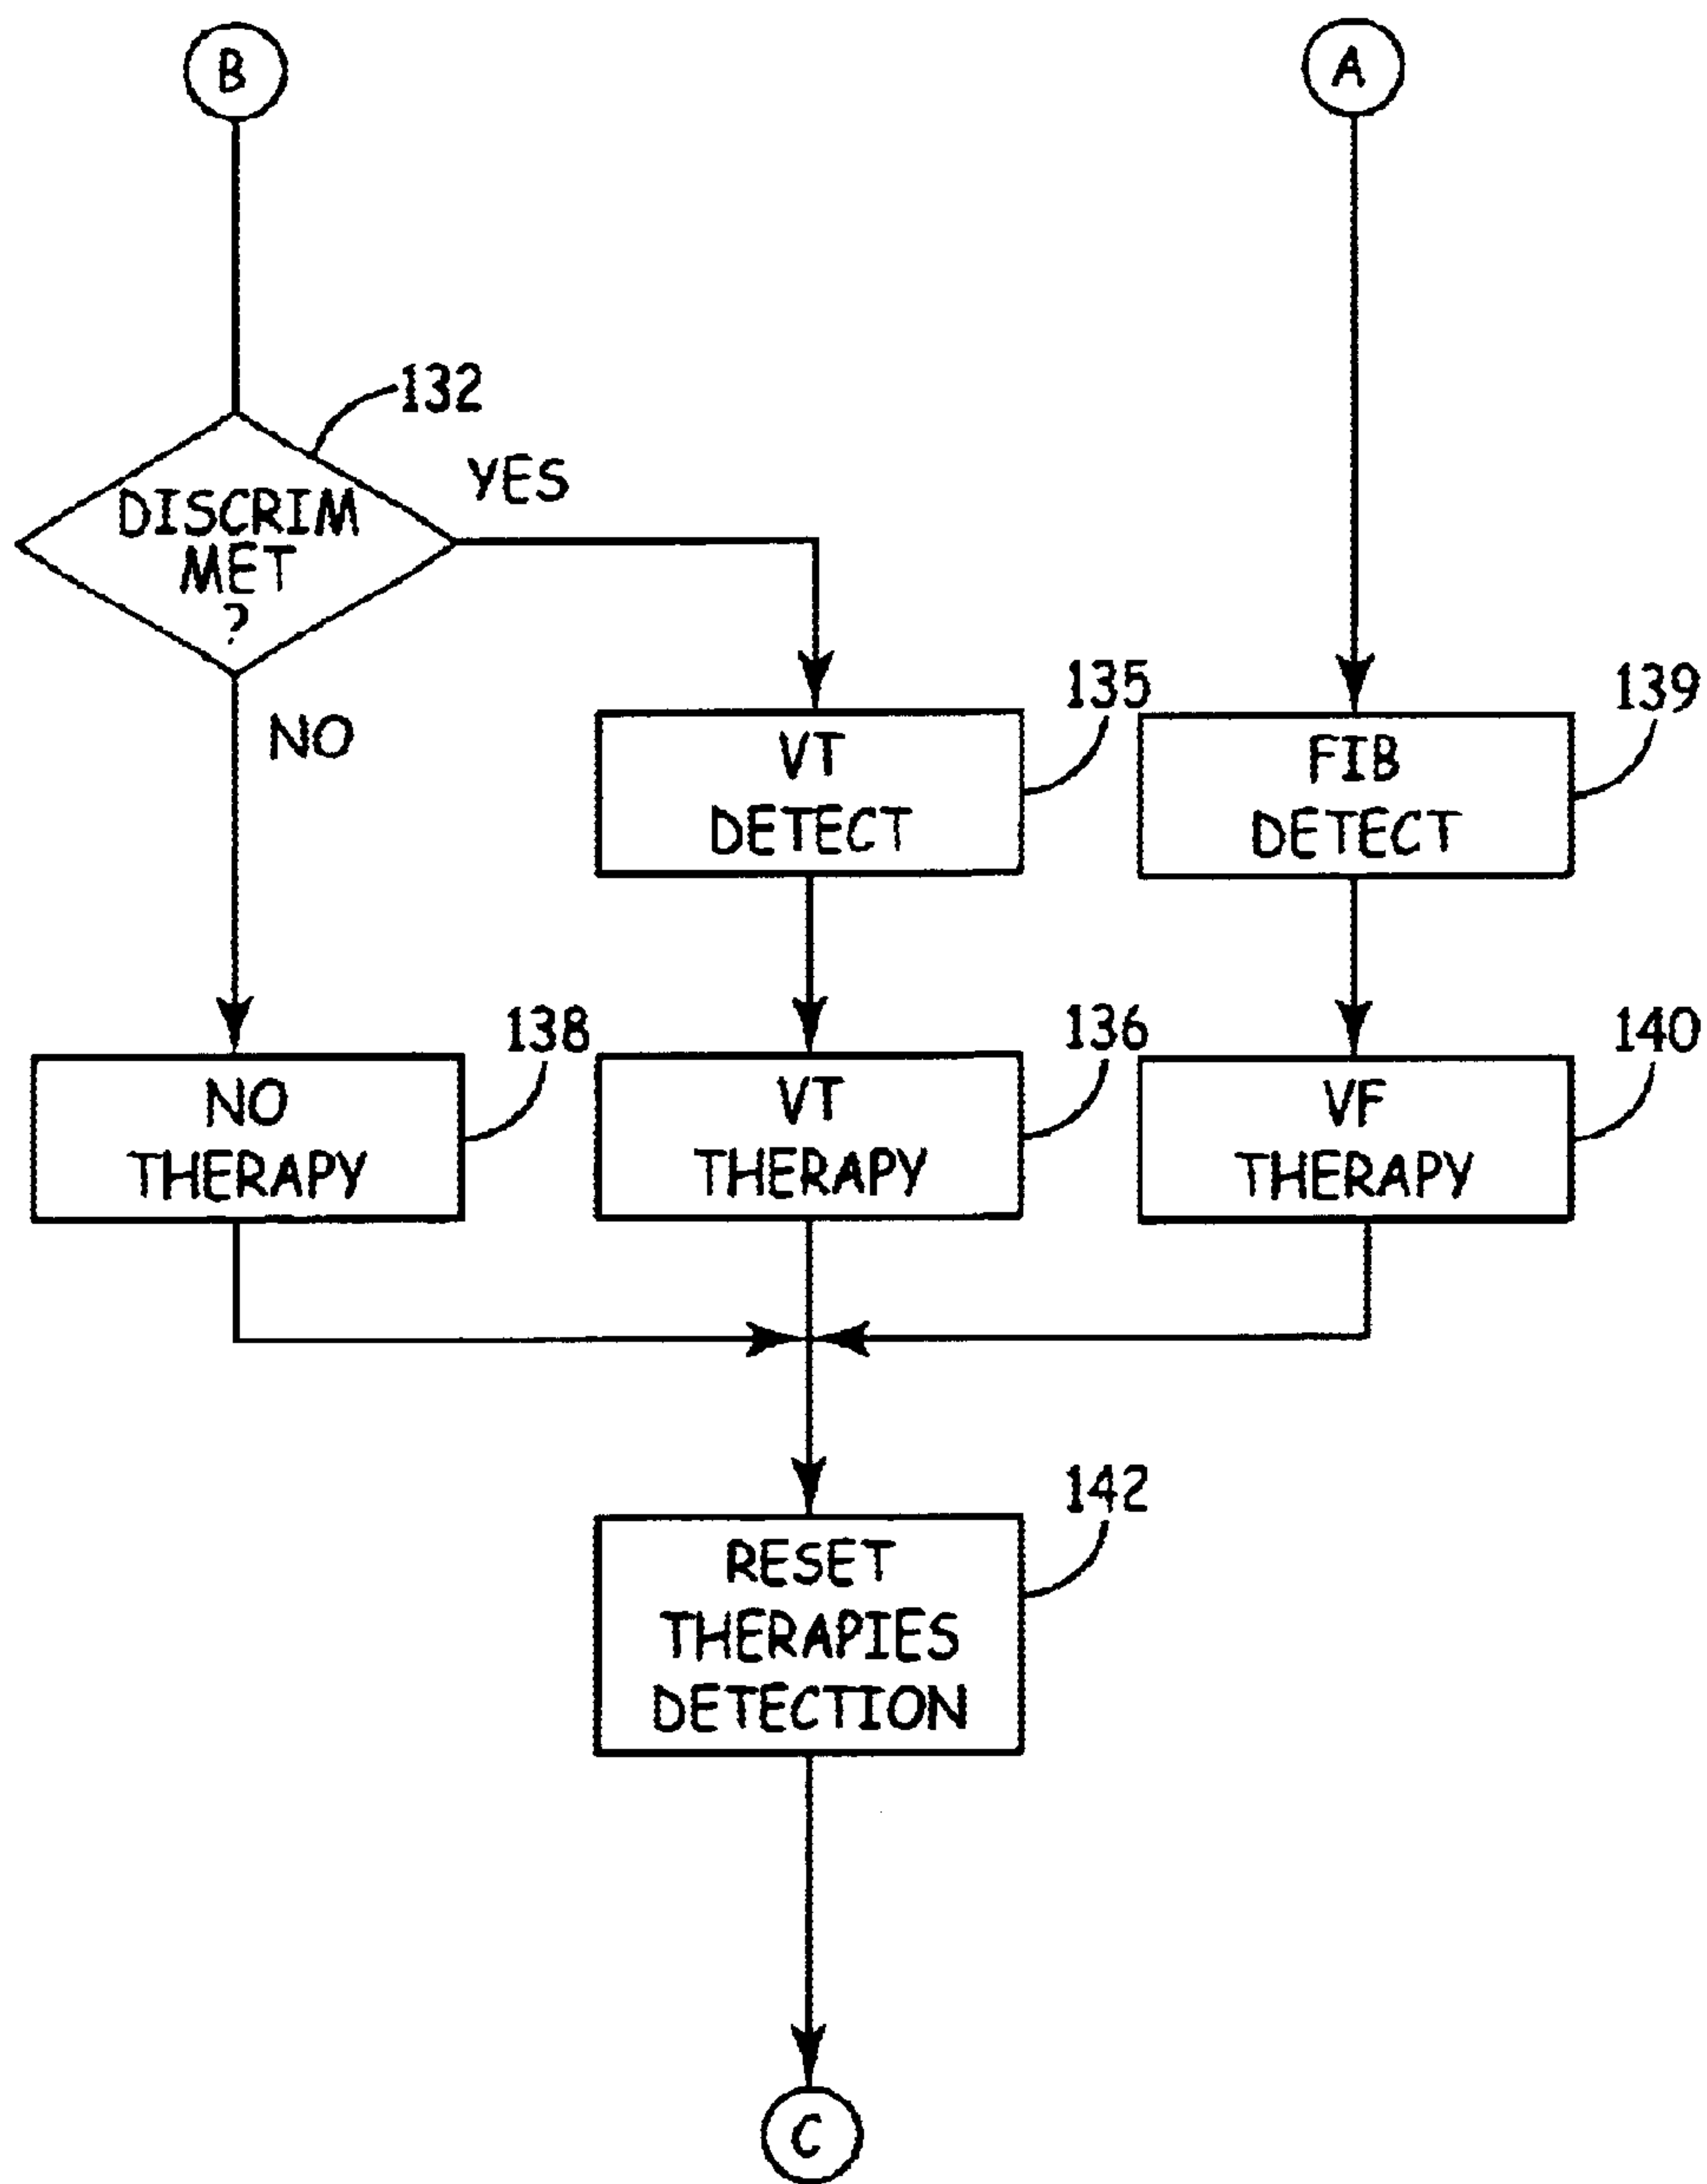 B
A
132
DISCRIM
MET
?
YES
NO
135
VT
DETECT
139
FIB
DETECT
138
NO
THERAPY
136
VT
THERAPY
140
VF
THERAPY
142
RESET
THERAPIES
DETECTION
C